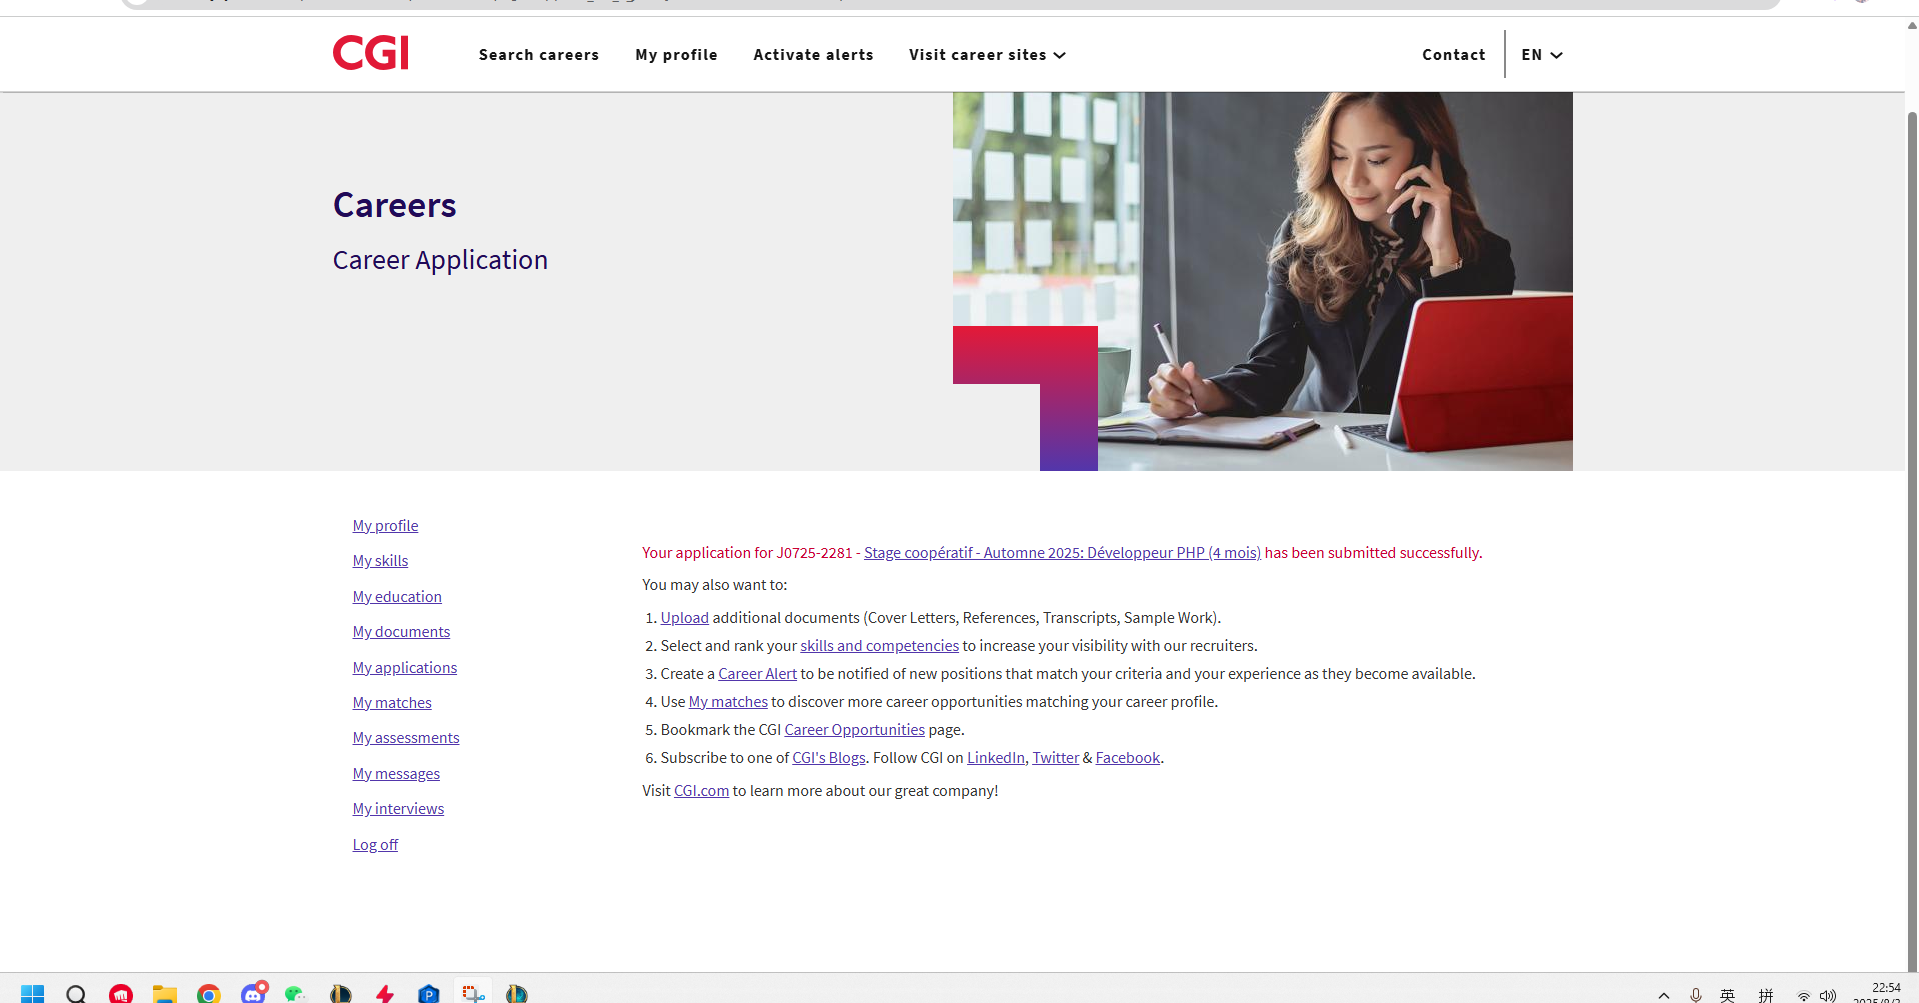 CGI
Search careers
My profile
Activate alerts
Visit career sites
Contact
EN
Careers
Career Application
My profile
My skills
My education
My documents
My applications
My matches
My assessments
My messages
My interviews
Log off
Your application for J0725-2281 - Stage coopératif - Automne 2025: Développeur PHP (4 mois) has been submitted successfully.
You may also want to:
1. Upload additional documents (Cover Letters, References, Transcripts, Sample Work).
2. Select and rank your skills and competencies to increase your visibility with our recruiters.
3. Create a Career Alert to be notified of new positions that match your criteria and your experience as they become available.
4. Use My matches to discover more career opportunities matching your career profile.
5. Bookmark the CGI Career Opportunities page.
6. Subscribe to one of CGI's Blogs. Follow CGI on LinkedIn, Twitter & Facebook.
Visit CGI.com to learn more about our great company!
英
拼
22:54